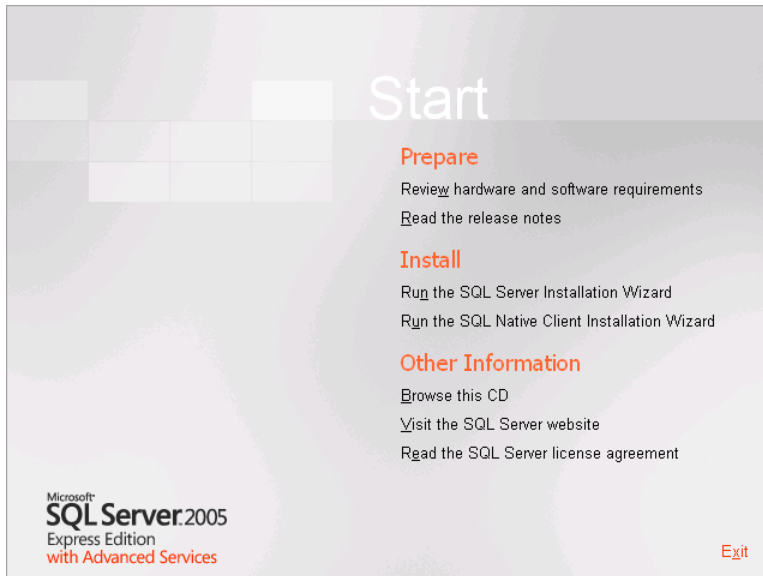 Start
Prepare
Review hardware and software requirements
Read the release notes
Install
Run the SQL Server Installation Wizard
Run the SQL Native Client Installation Wizard
Other Information
Browse this CD
Visit the SQL Server website
Read the SQL Server license agreement
Microsoft
SQL Server 2005
Express Edition
with Advanced Services
Exit